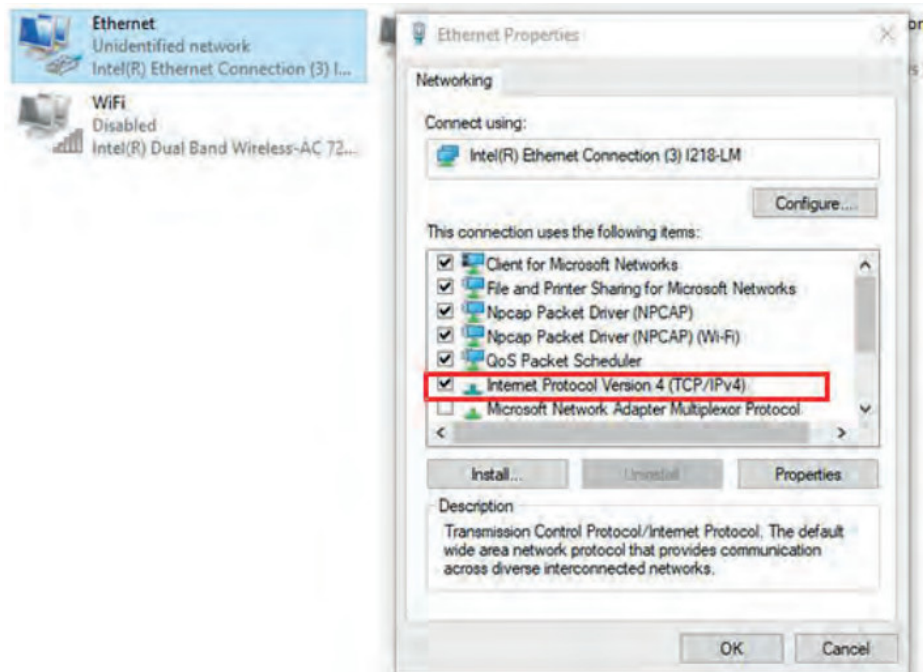 Ethernet
Unidentified network
Intel(R) Ethernet Connection (3) I...
WiFi
Disabled
Intel(R) Dual Band Wireless-AC 72...
Ethernet Properties
Networking
Connect using:
Intel(R) Ethernet Connection (3) I218-LM
Configure....
This connection uses the following items:
Client for Microsoft Networks
File and Printer Sharing for Microsoft Networks
Npcap Packet Driver (NPCAP)
Npcap Packet Driver (NPCAP) (Wi-Fi)
QoS Packet Scheduler
Internet Protocol Version 4 (TCP/IPv4)
Microsoft Network Adapter Multiplexor Protocol
Install...
Uninstall
Properties
Description
Transmission Control Protocol/Internet Protocol. The default
wide area network protocol that provides communication
across diverse interconnected networks.
OK
Cancel